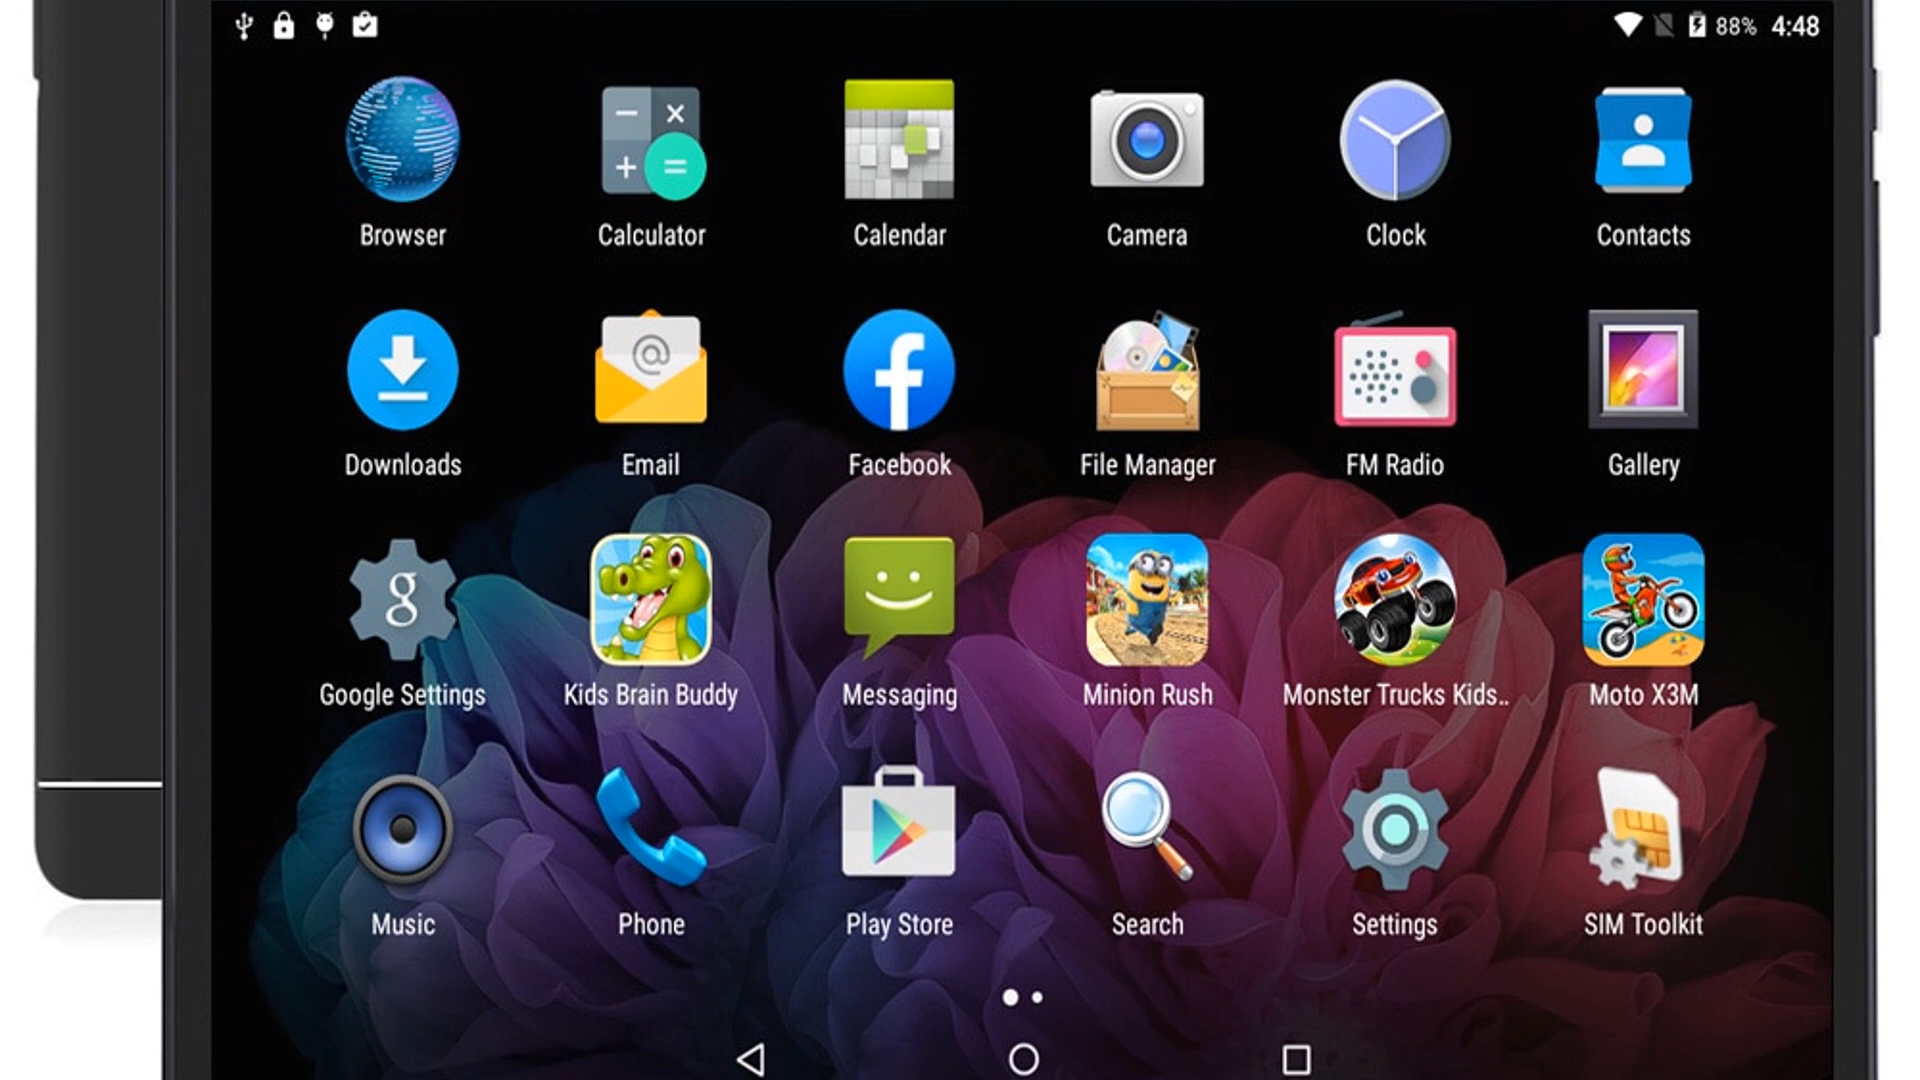 88% 4:48
Browser Calculator Calendar Camera Clock Contacts
Downloads Email Facebook File Manager FM Radio Gallery
Google Settings Kids Brain Buddy Messaging Minion Rush Monster Trucks Kids.. Moto X3M
Music Phone Play Store Search Settings SIM Toolkit